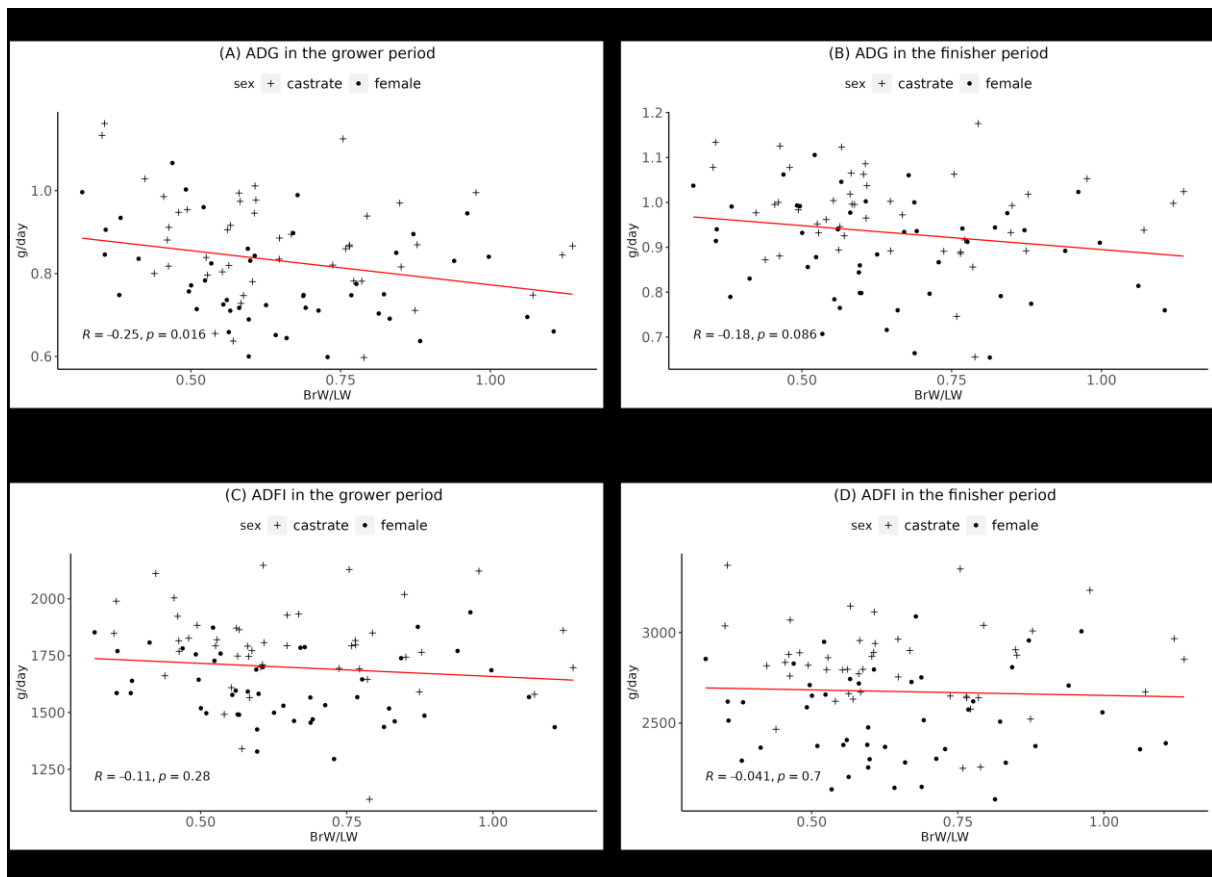 (A) ADG in the grower period
sex + castrate • female
g/day
1.0
0.8
0.6
R = –0.25, p = 0.016
0.50 0.75 1.00
BrW/LW
(B) ADG in the finisher period
sex + castrate • female
g/day
1.2
1.1
1.0
0.9
0.8
0.7
R = –0.18, p = 0.086
0.50 0.75 1.00
BrW/LW
(C) ADFI in the grower period
sex + castrate • female
g/day
2000
1750
1500
1250
R = –0.11, p = 0.28
0.50 0.75 1.00
BrW/LW
(D) ADFI in the finisher period
sex + castrate • female
g/day
3000
2500
R = –0.041, p = 0.7
0.50 0.75 1.00
BrW/LW